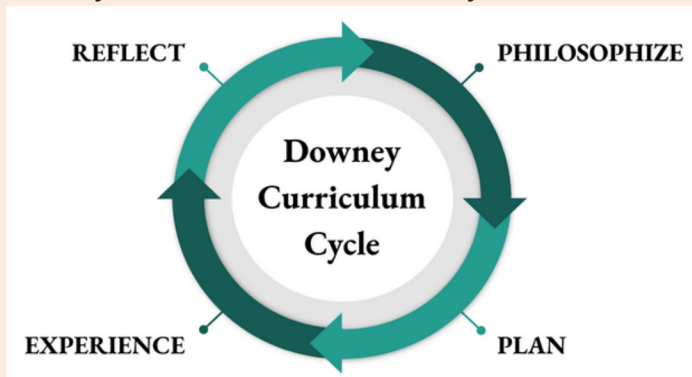 REFLECT
PHILOSOPHIZE
Downey
Curriculum
Cycle
EXPERIENCE
PLAN